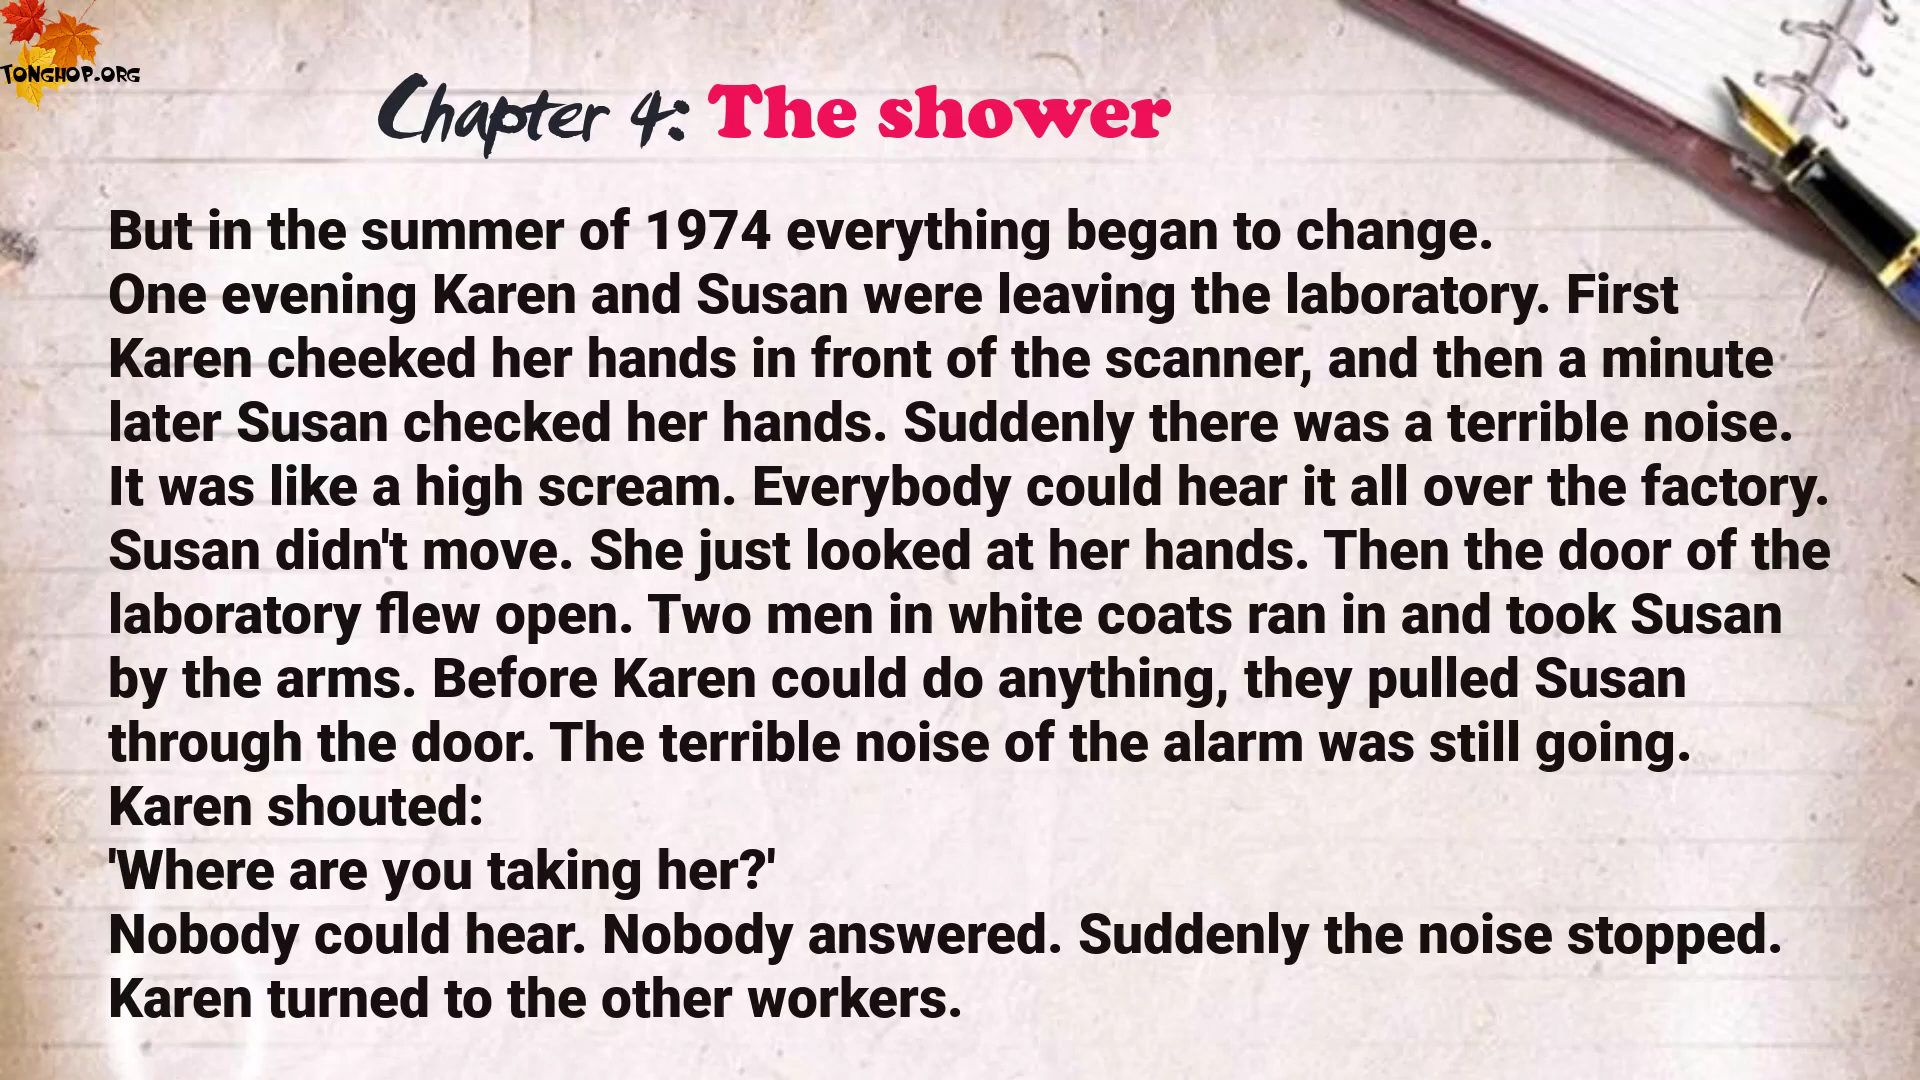 TONGHOP.ORG
Chapter 4: The shower
But in the summer of 1974 everything began to change.
One evening Karen and Susan were leaving the laboratory. First
Karen cheeked her hands in front of the scanner, and then a minute
later Susan checked her hands. Suddenly there was a terrible noise.
It was like a high scream. Everybody could hear it all over the factory.
Susan didn't move. She just looked at her hands. Then the door of the
laboratory flew open. Two men in white coats ran in and took Susan
by the arms. Before Karen could do anything, they pulled Susan
through the door. The terrible noise of the alarm was still going.
Karen shouted:
'Where are you taking her?'
Nobody could hear. Nobody answered. Suddenly the noise stopped.
Karen turned to the other workers.